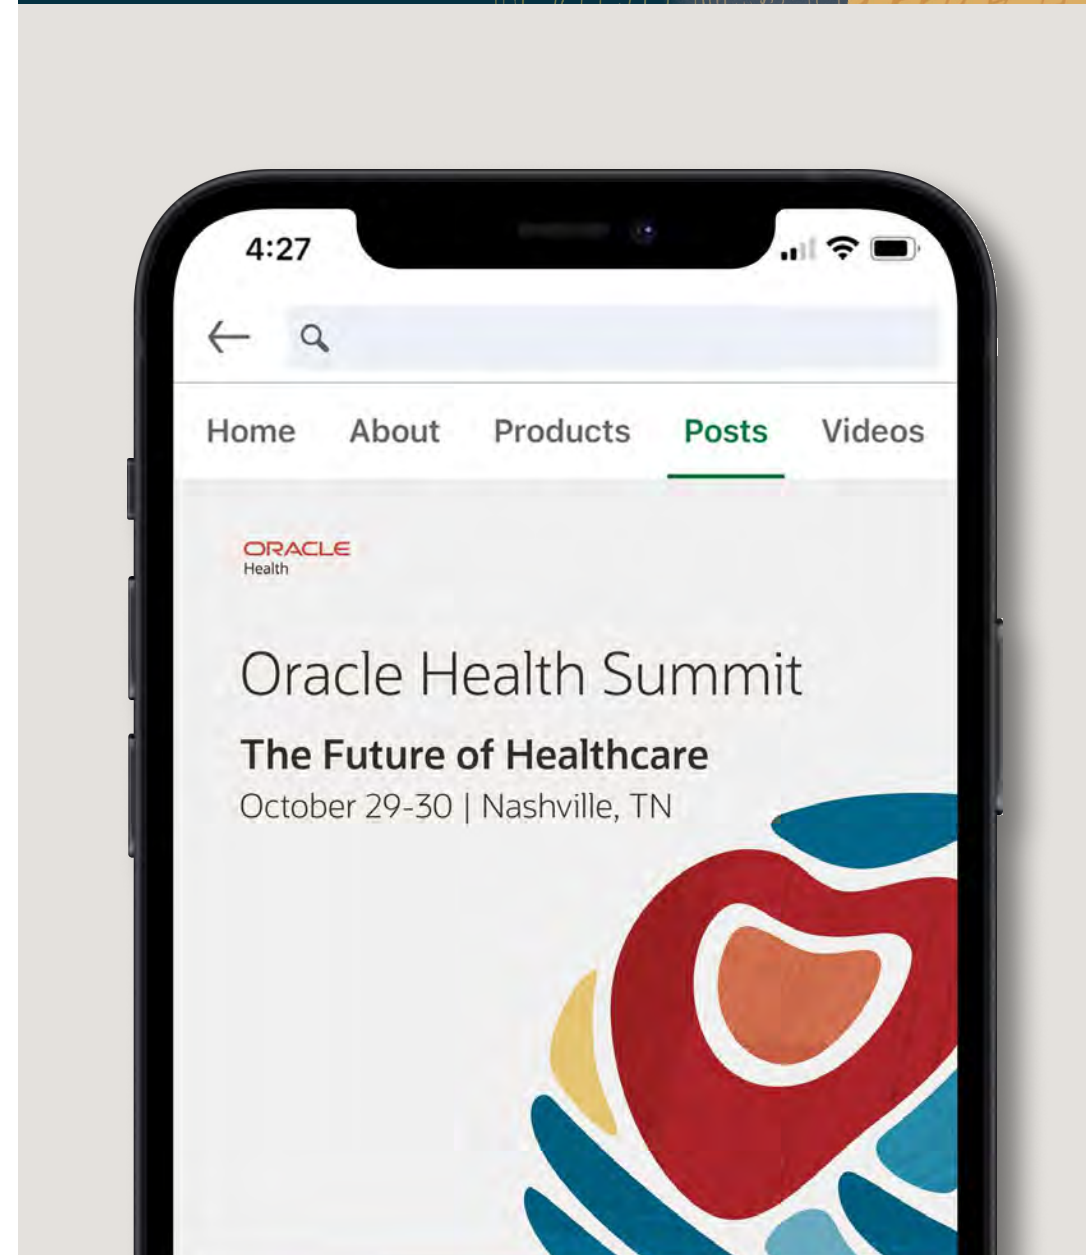 4:27
Home About Products Posts Videos
ORACLE
Health
Oracle Health Summit
The Future of Healthcare
October 29-30 | Nashville, TN